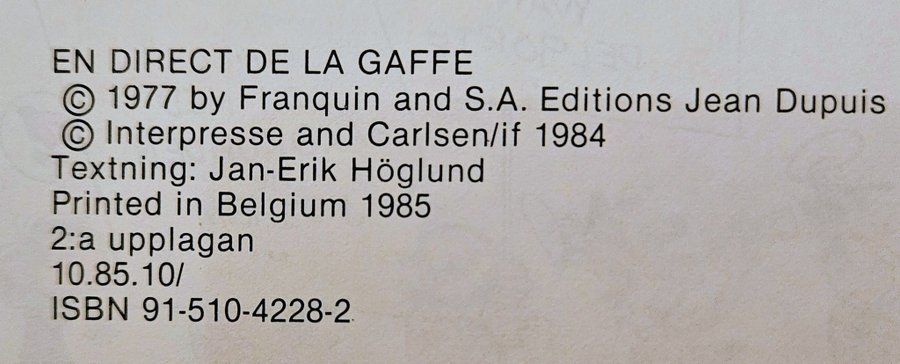 EN DIRECT DE LA GAFFE
© 1977 by Franquin and S.A. Editions Jean Dupuis
© Interpresse and Carlsen/if 1984
Textning: Jan-Erik Höglund
Printed in Belgium 1985
2:a upplagan
10.85.10/
ISBN 91-510-4228-2